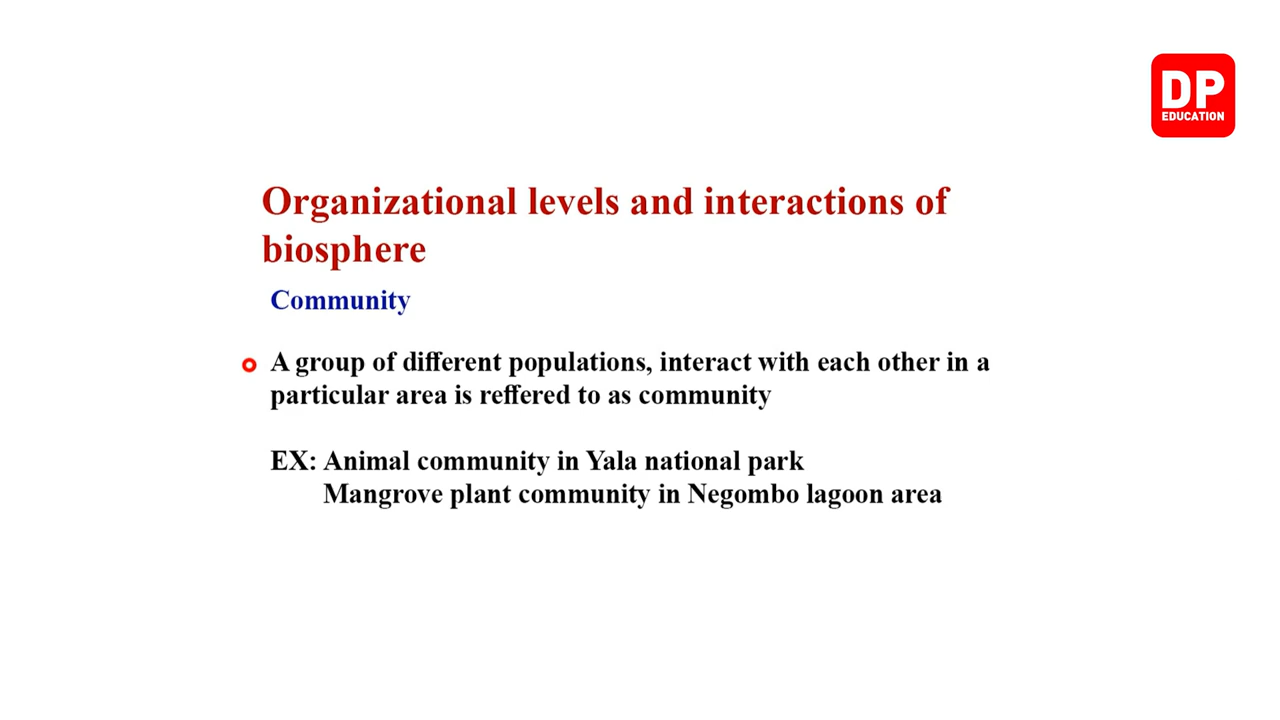 DP
EDUCATION
Organizational levels and interactions of
biosphere
Community
A group of different populations, interact with each other in a
particular area is reffered to as community
EX: Animal community in Yala national park
Mangrove plant community in Negombo lagoon area